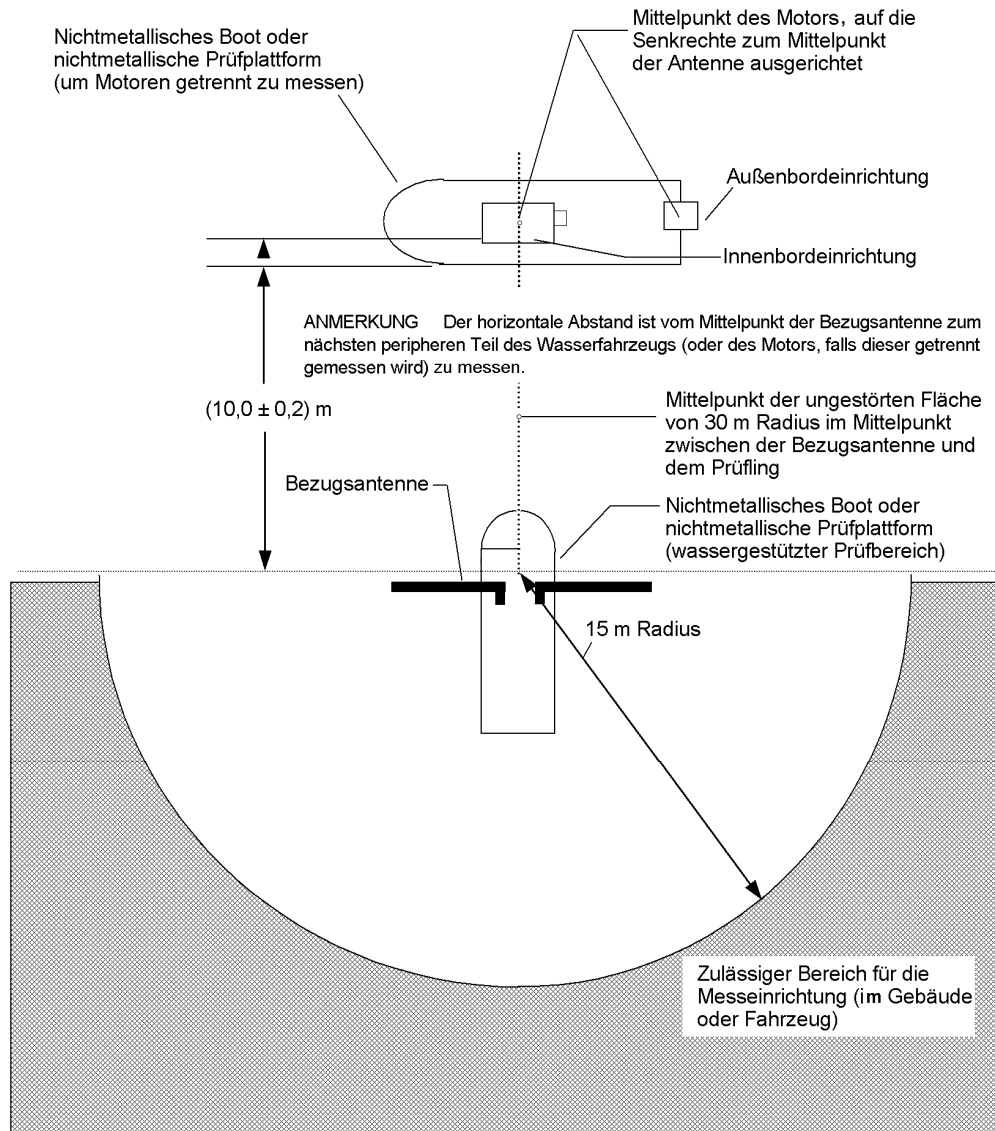 Nichtmetallisches Boot oder
nichtmetallische Prüfplattform
(um Motoren getrennt zu messen)
Mittelpunkt des Motors, auf die
Senkrechte zum Mittelpunkt
der Antenne ausgerichtet
Außenbordeinrichtung
Innenbordeinrichtung
ANMERKUNG Der horizontale Abstand ist vom Mittelpunkt der Bezugsantenne zum
nächsten peripheren Teil des Wasserfahrzeugs (oder des Motors, falls dieser getrennt
gemessen wird) zu messen.
(10,0 ± 0,2) m
Mittelpunkt der ungestörten Fläche
von 30 m Radius im Mittelpunkt
zwischen der Bezugsantenne und
dem Prüfling
Bezugsantenne
Nichtmetallisches Boot oder
nichtmetallische Prüfplattform
(wassergestützter Prüfbereich)
15 m Radius
Zulässiger Bereich für die
Messeinrichtung (im Gebäude
oder Fahrzeug)